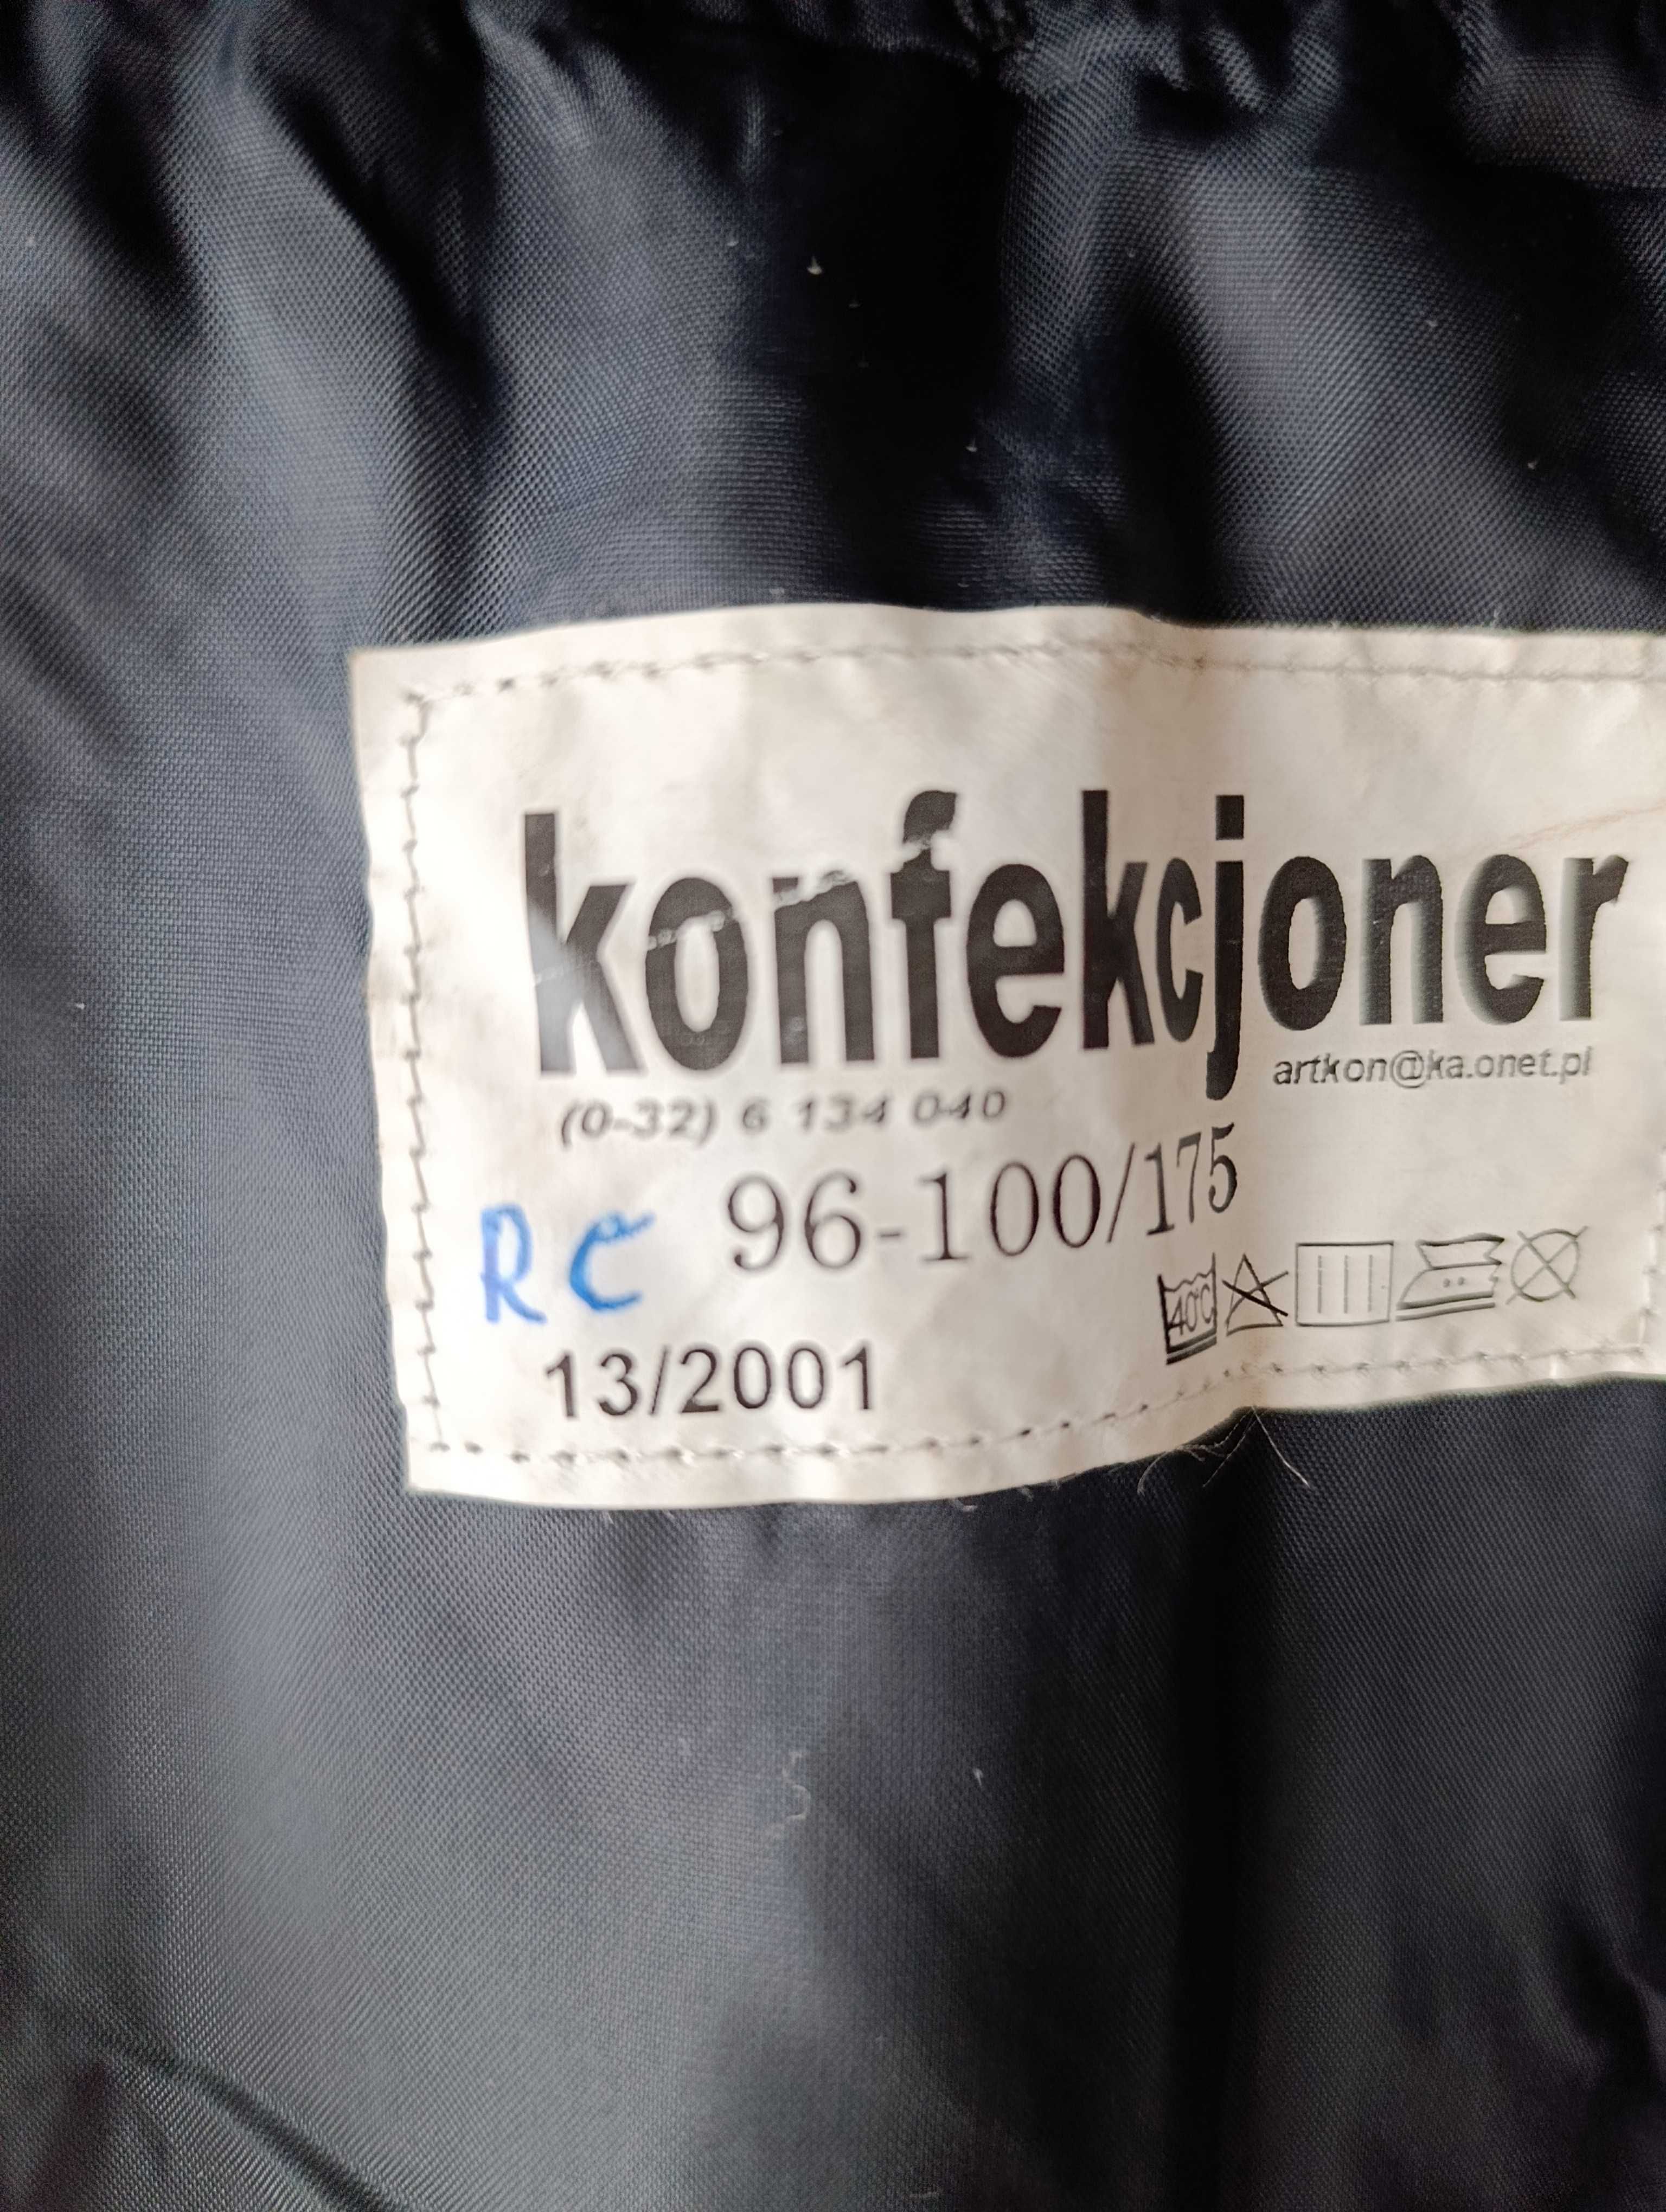 konfekcjoner
artkon@ka.onet.pl
(0-32) 6 134 040
RC 96-100/175
40°C
13/2001